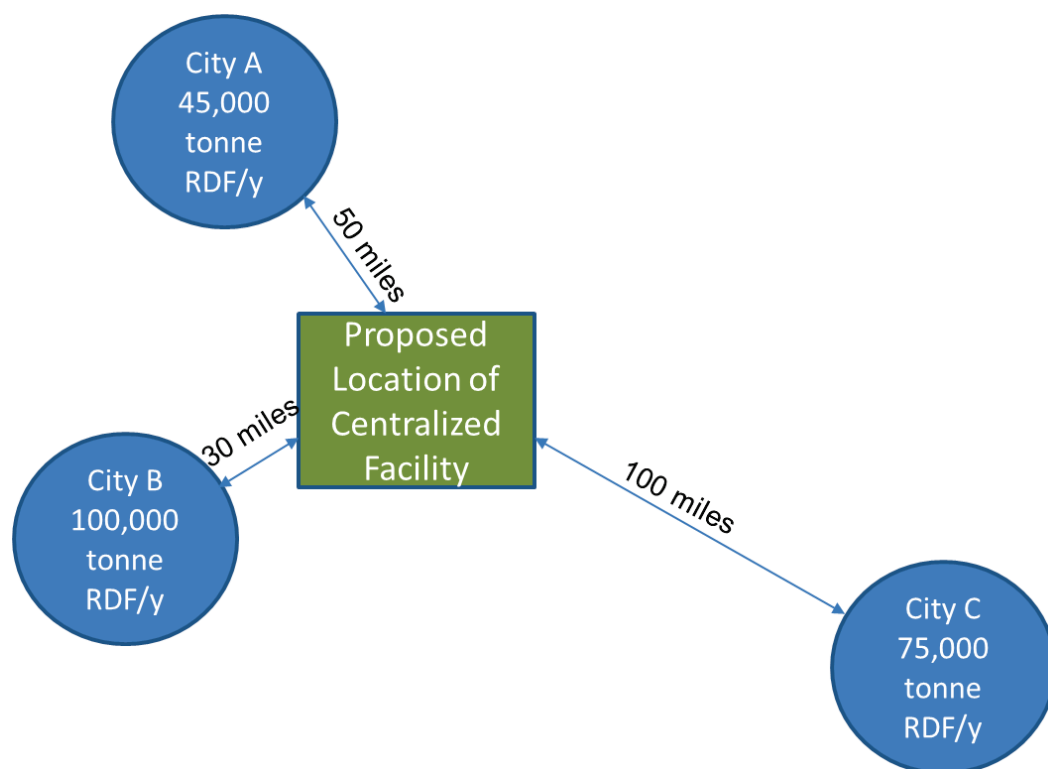 City A
45,000
tonne
RDF/y
50 miles
Proposed
Location of
Centralized
Facility
30 miles
City B
100,000
tonne
RDF/y
100 miles
City C
75,000
tonne
RDF/y